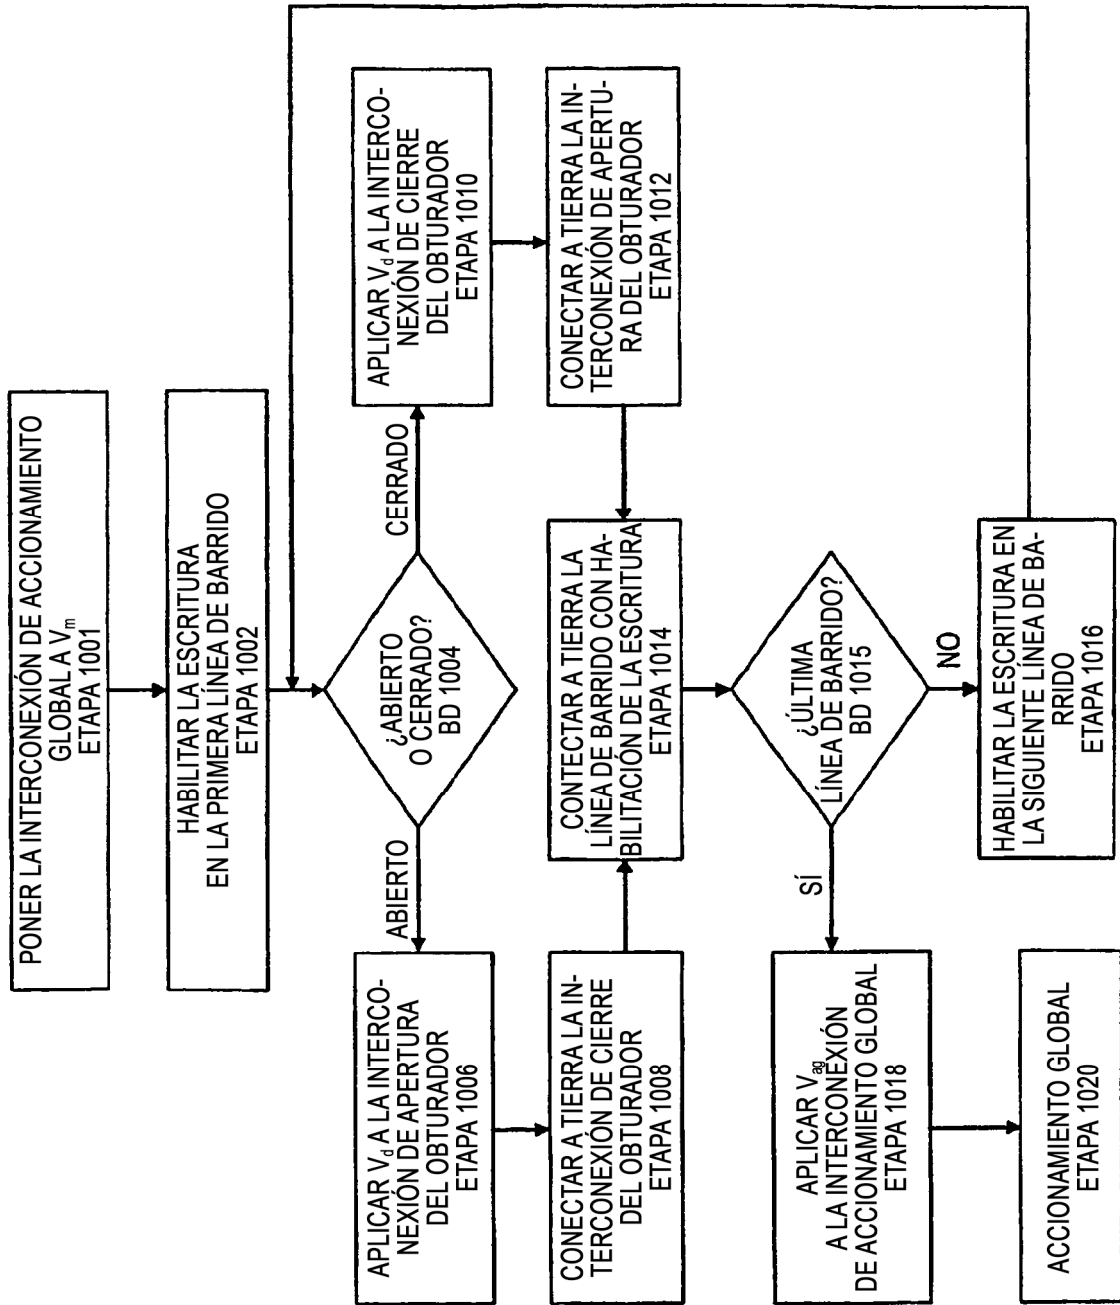 PONER LA INTERCONEXIÓN DE ACCIONAMIENTO
GLOBAL A Vm
ETAPA 1001
HABILITAR LA ESCRITURA
EN LA PRIMERA LÍNEA DE BARRIDO
ETAPA 1002
¿ABIERTO
O CERRADO?
BD 1004
ABIERTO
CERRADO
APLICAR Vd A LA INTERCO-
NEXIÓN DE APERTURA
DEL OBTURADOR
ETAPA 1006
APLICAR Vd A LA INTERCO-
NEXIÓN DE CIERRE
DEL OBTURADOR
ETAPA 1010
CONECTAR A TIERRA LA IN-
TERCONEXIÓN DE CIERRE
DEL OBTURADOR
ETAPA 1008
CONECTAR A TIERRA LA IN-
TERCONEXIÓN DE APERTU-
RA DEL OBTURADOR
ETAPA 1012
CONTECTAR A TIERRA LA
LÍNEA DE BARRIDO CON HA-
BILITACIÓN DE LA ESCRITURA
ETAPA 1014
¿ÚLTIMA
LÍNEA DE BARRIDO?
BD 1015
SÍ
NO
APLICAR Vag
A LA INTERCONEXIÓN
DE ACCIONAMIENTO GLOBAL
ETAPA 1018
HABILITAR LA ESCRITURA EN
LA SIGUIENTE LÍNEA DE BA-
RRIDO
ETAPA 1016
ACCIONAMIENTO GLOBAL
ETAPA 1020